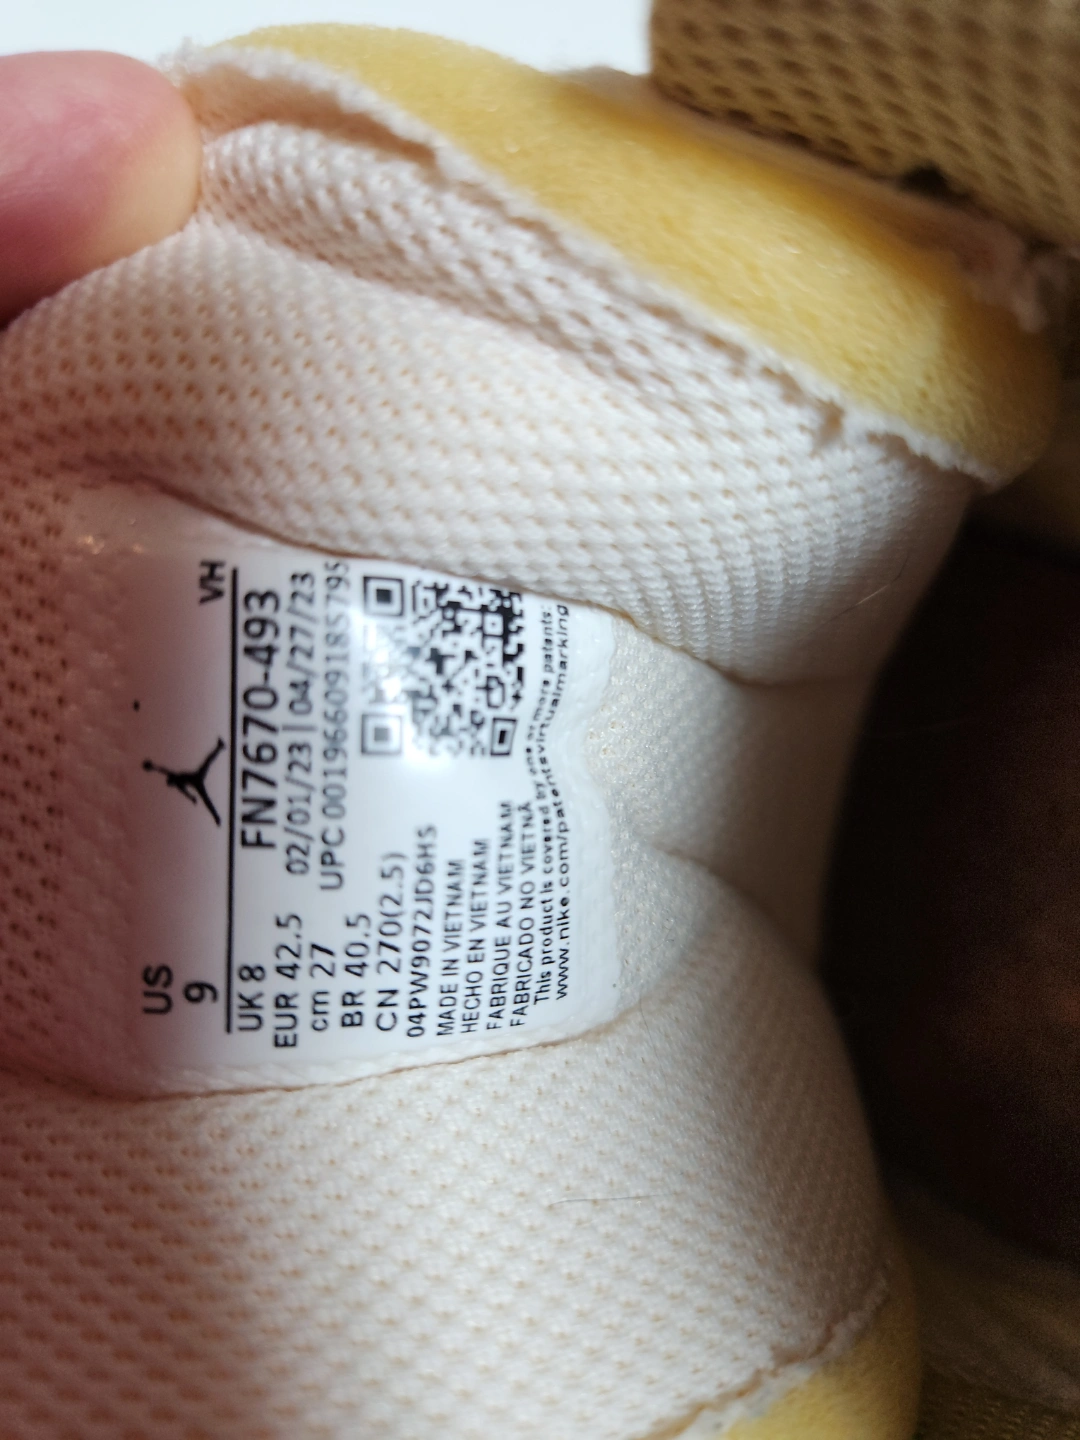 US
9
VH
UK 8
FN7670-493
EUR 42.5
02/01/23 | 04/27/23
cm 27
UPC 00196609185795
BR 40.5
CN 270(2.5)
04PW9072JD6HS
MADE IN VIETNAM
HECHO EN VIETNAM
FABRIQUE AU VIETNAM
FABRICADO NO VIETNÃ
This product is covered by one or more patents:
www.nike.com/patentsvirtualmarking